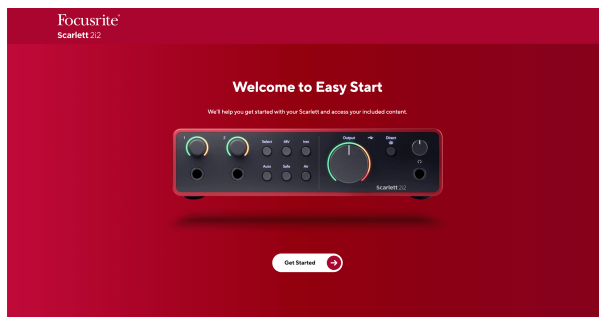 Focusrite®
Scarlett 2i2
Welcome to Easy Start
We'll help you get started with your Scarlett and access your included content.
1
2
Select
48V
Inst
Output
Direct
Auto
Safe
Air
Scarlett 2i2
Get Started